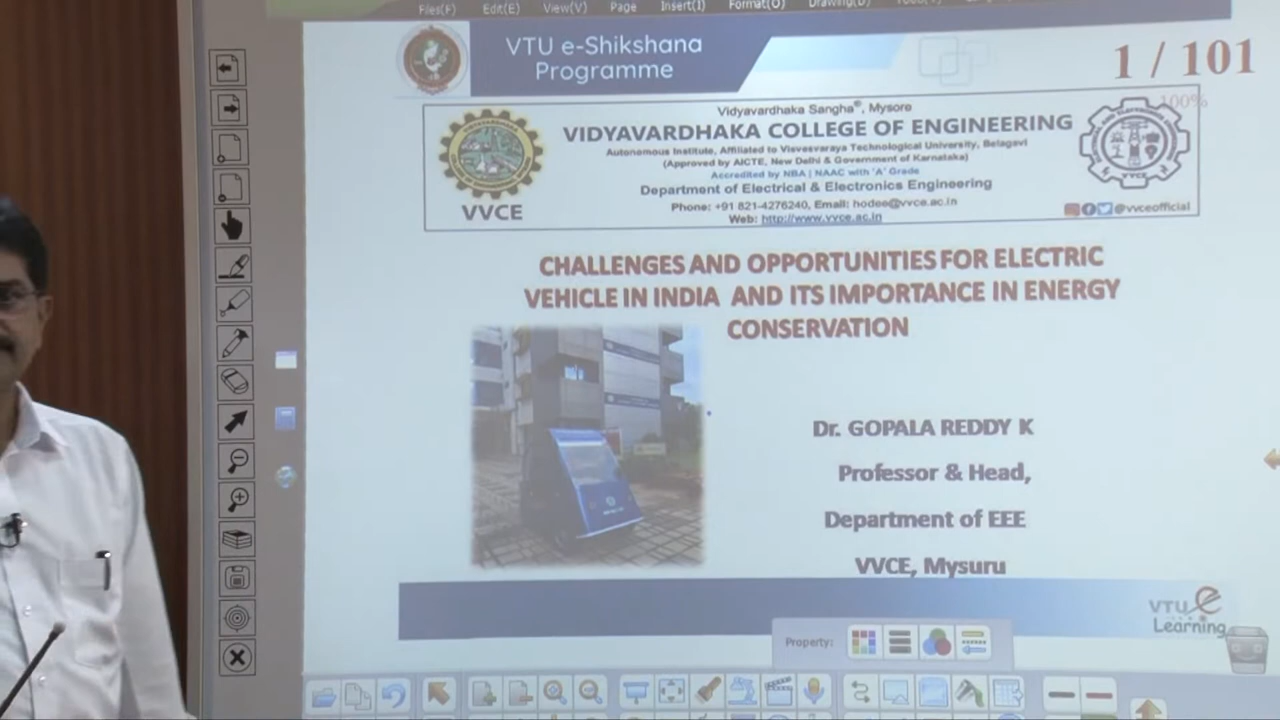 Files(F) Edit(E) View(V) Page Insert(I) Format(O) Drawing(D)
VTU e-Shikshana
Programme
1 / 101
100%
Vidyavardhaka Sangha®, Mysore
VIDYAVARDHAKA COLLEGE OF ENGINEERING
Autonomous Institute, Affiliated to Visvesvaraya Technological University, Belagavi
(Approved by AICTE, New Delhi & Government of Karnataka)
Accredited by NBA | NAAC with 'A' Grade
Department of Electrical & Electronics Engineering
Phone: +91 821-4276240, Email: hodee@vvce.ac.in
Web: http://www.vvce.ac.in
VVCE
VVCE
@vvceofficial
CHALLENGES AND OPPORTUNITIES FOR ELECTRIC
VEHICLE IN INDIA AND ITS IMPORTANCE IN ENERGY
CONSERVATION
Dr. GOPALA REDDY K
Professor & Head,
Department of EEE
VVCE, Mysuru
VTU e
Learning
Property: